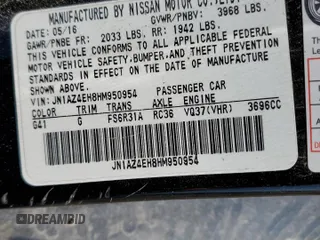 MANUFACTURED BY NISSAN MOTOR CO.,LTD.
DATE: 05/16 GVWR/PNBV: 3968 LBS.
GAWR/PNBE FR: 2033 LBS. RR: 1942 LBS.
THIS VEHICLE CONFORMS TO ALL APPLICABLE FEDERAL
MOTOR VEHICLE SAFETY,BUMPER, AND THEFT PREVENTION
STANDARDS IN EFFECT ON THE DATE OF MANUFACTURE
SHOWN ABOVE.
VIN:JN1AZ4EH8HM950954 PASSENGER CAR
COLOR TRIM TRANS AXLE ENGINE
G41 G FS6R31A RC36 VQ37(VHR) 3696CC
JN1AZ4EH8HM950954
DREAMBID